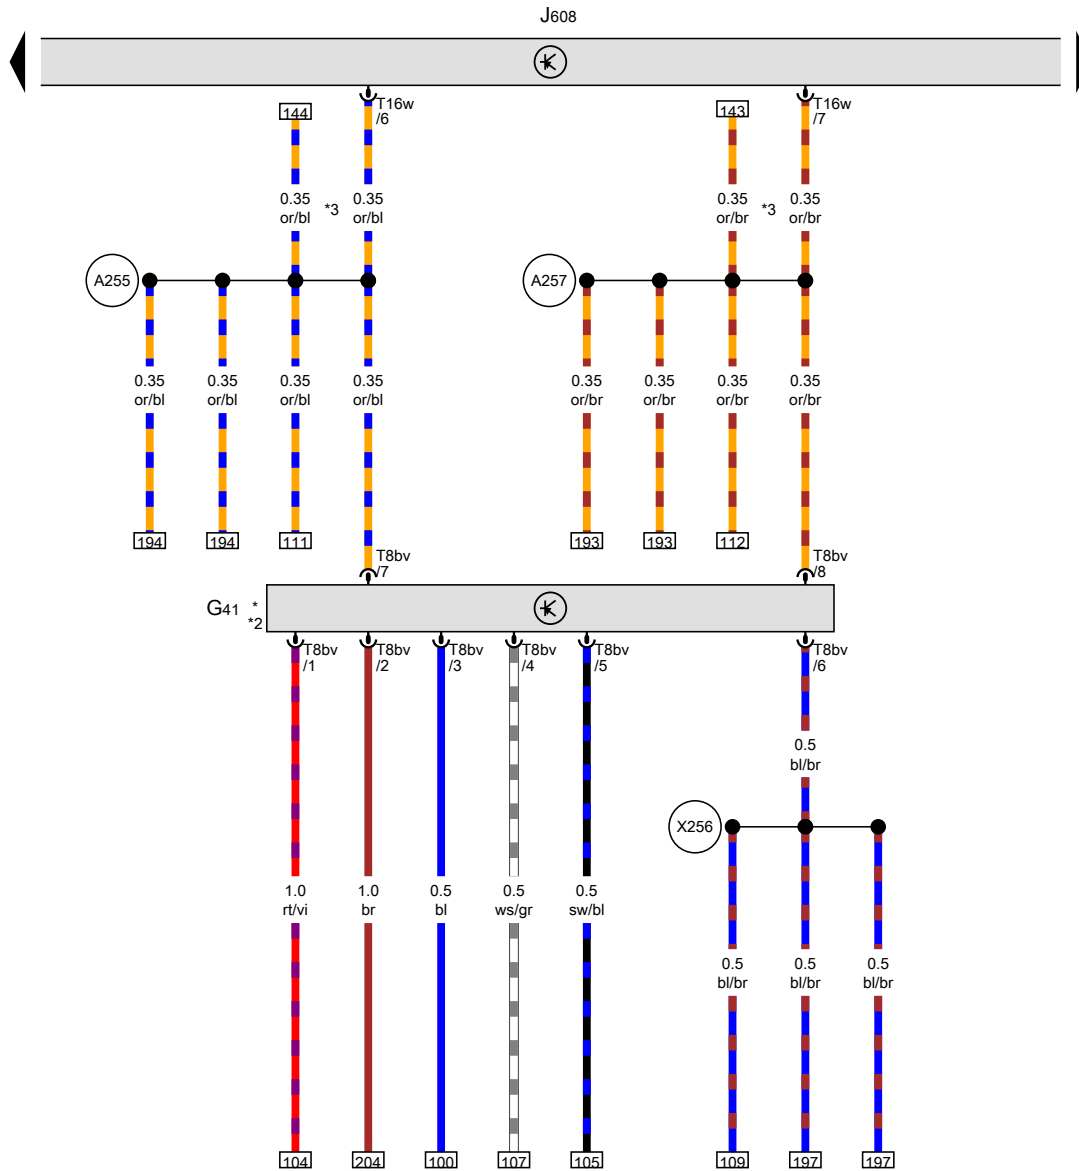 J608
T16w
/6
T16w
/7
144
143
0.35
or/bl
*3
0.35
or/bl
0.35
or/br
*3
0.35
or/br
A255
A257
0.35
or/bl
0.35
or/bl
0.35
or/bl
0.35
or/bl
0.35
or/br
0.35
or/br
0.35
or/br
0.35
or/br
194
194
111
193
193
112
T8bv
/7
T8bv
/8
G41 *
*2
T8bv
/1
T8bv
/2
T8bv
/3
T8bv
/4
T8bv
/5
T8bv
/6
0.5
bl/br
X256
1.0
rt/vi
1.0
br
0.5
bl
0.5
ws/gr
0.5
sw/bl
0.5
bl/br
0.5
bl/br
0.5
bl/br
104
204
100
107
105
109
197
197